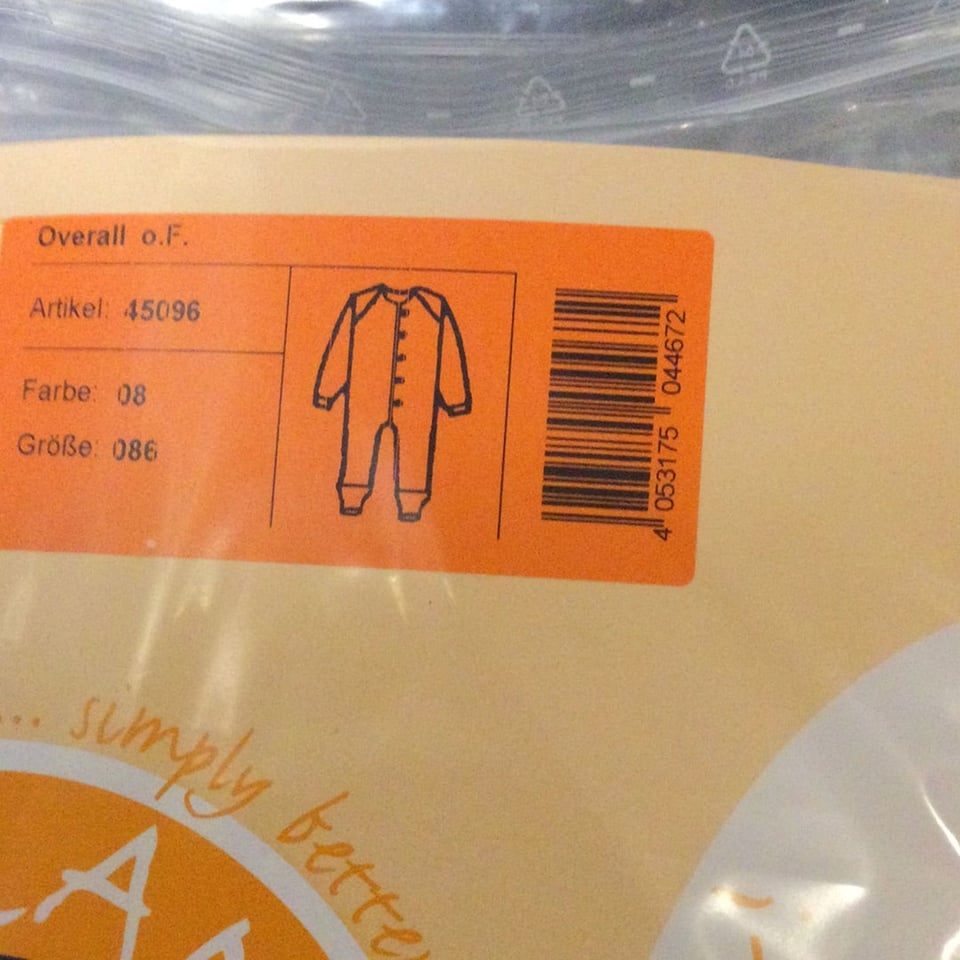 Overall o.F.
Artikel: 45096
Farbe: 08
Größe: 086
4 053175 044672
... simply better